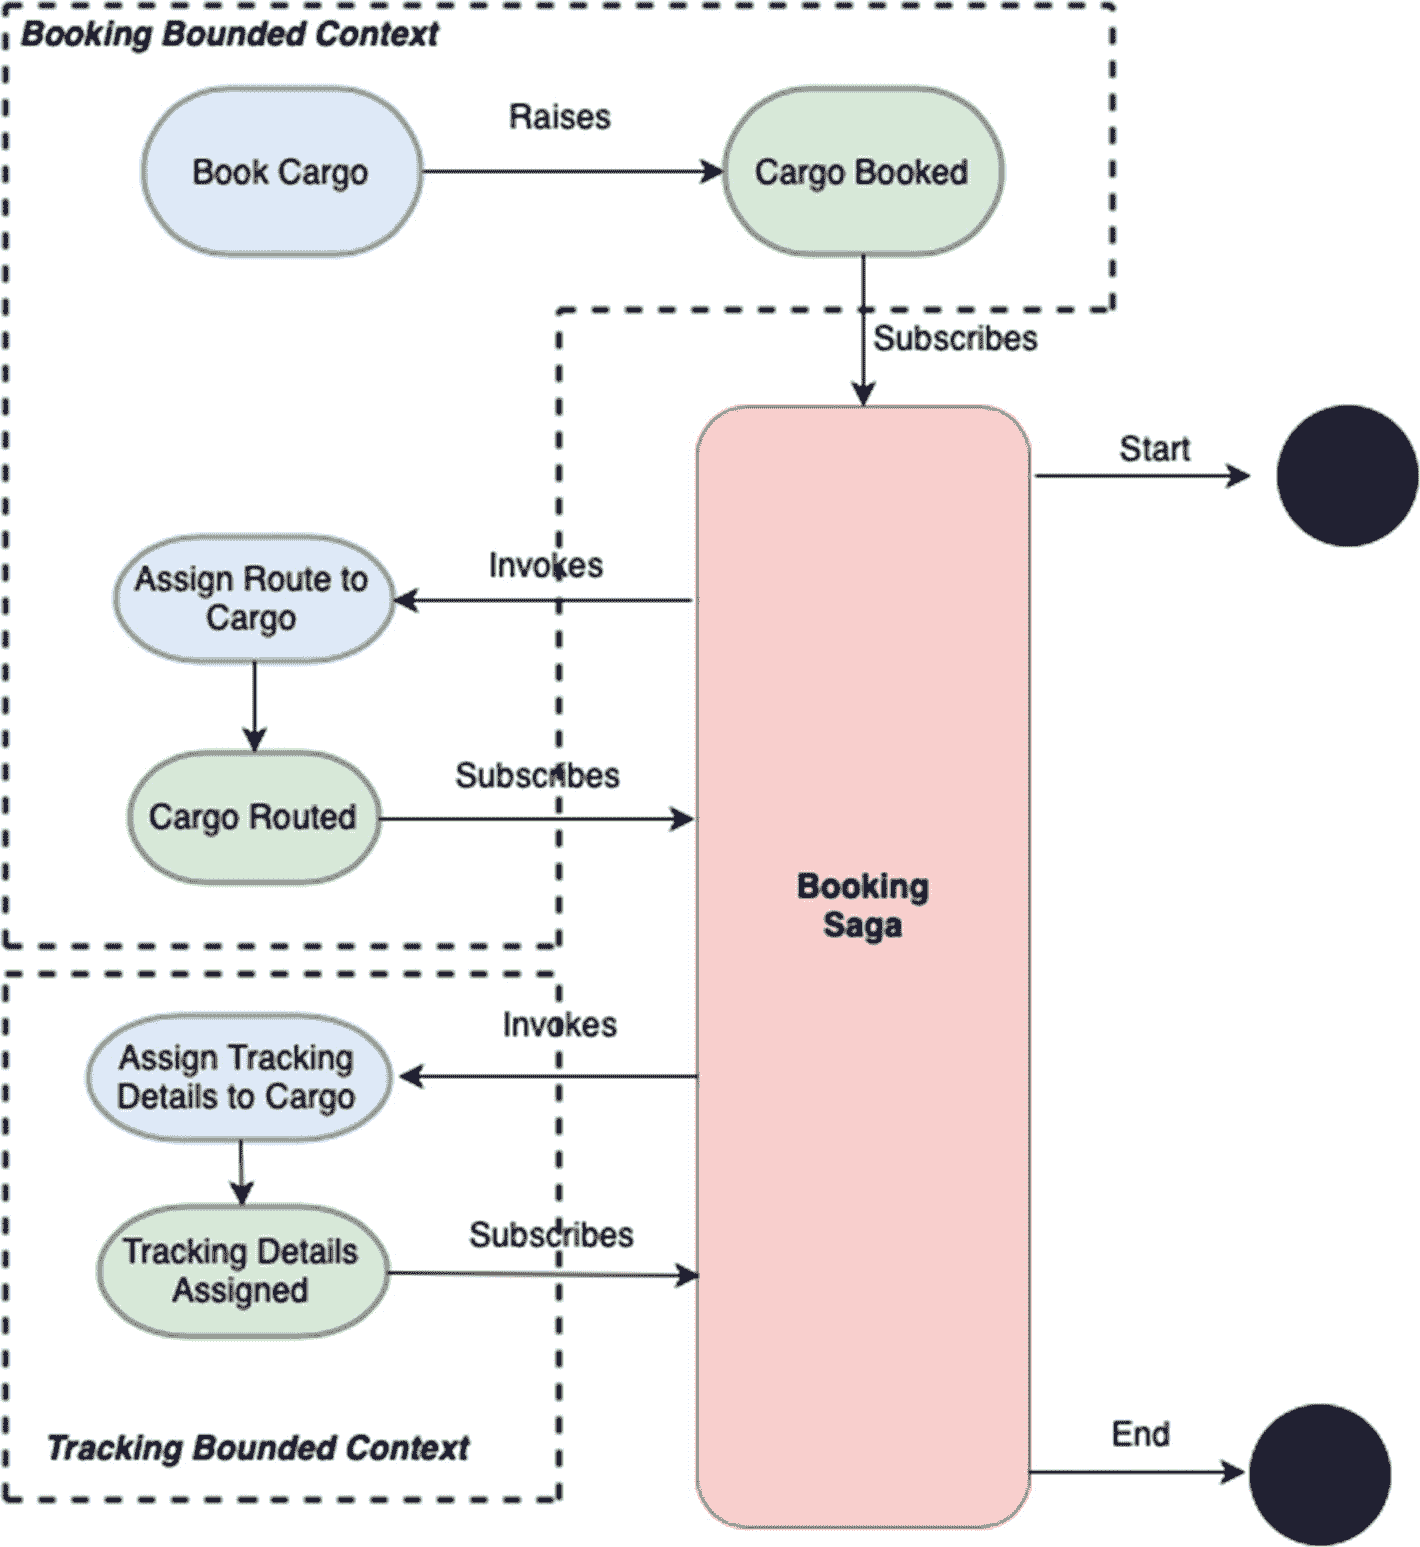 Booking Bounded Context
Raises
Book Cargo
Cargo Booked
Subscribes
Start
Invokes
Assign Route to
Cargo
Subscribes
Cargo Routed
Booking
Saga
Invokes
Assign Tracking
Details to Cargo
Subscribes
Tracking Details
Assigned
End
Tracking Bounded Context